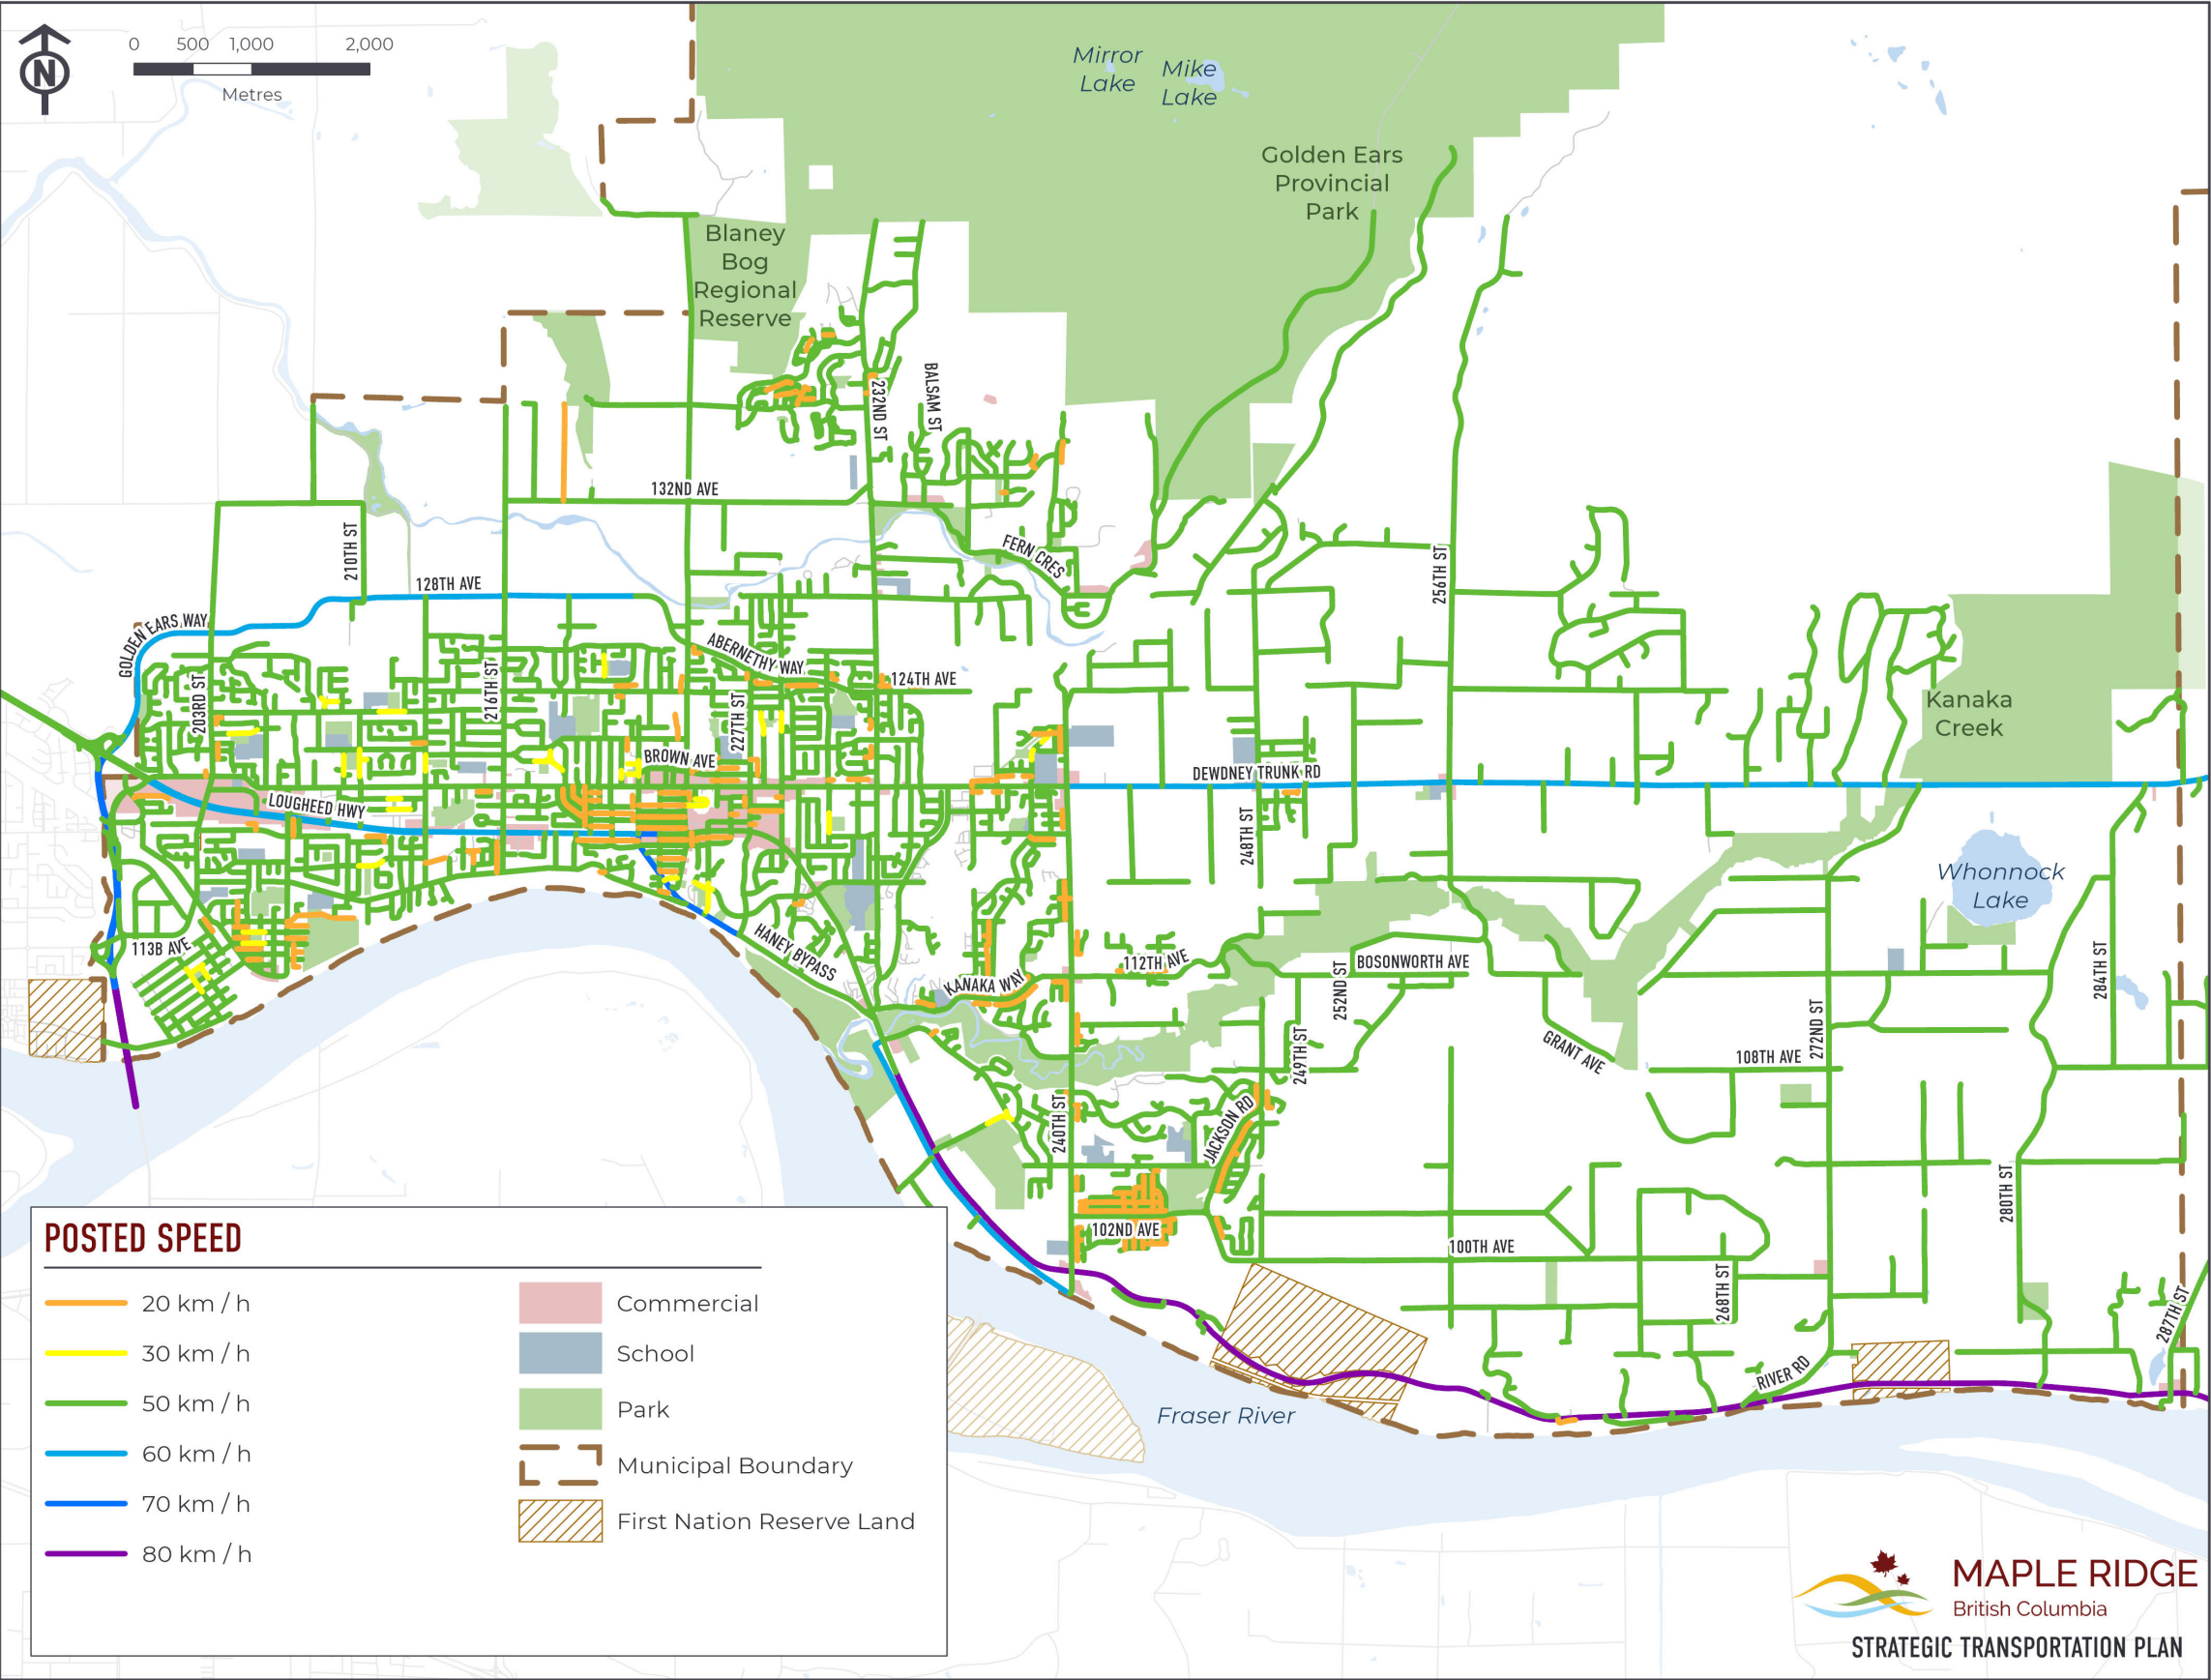 0 500 1,000 2,000
Metres
N
Mirror
Lake
Mike
Lake
Golden Ears
Provincial
Park
Blaney
Bog
Regional
Reserve
232ND ST
BALSAM ST
132ND AVE
210TH ST
FERN CRES
256TH ST
128TH AVE
GOLDEN EARS WAY
ABERNETHY WAY
124TH AVE
203RD ST
216TH ST
227TH ST
Kanaka
Creek
BROWN AVE
DEWDNEY TRUNK RD
LOUGHEED HWY
248TH ST
Whonnock
Lake
113B AVE
HANEY BYPASS
112TH AVE
BOSONWORTH AVE
KANAKA WAY
252ND ST
284TH ST
249TH ST
GRANT AVE
272ND ST
108TH AVE
240TH ST
JACKSON RD
280TH ST
102ND AVE
100TH AVE
268TH ST
287TH ST
RIVER RD
Fraser River
POSTED SPEED
20 km / h
30 km / h
50 km / h
60 km / h
70 km / h
80 km / h
Commercial
School
Park
Municipal Boundary
First Nation Reserve Land
MAPLE RIDGE
British Columbia
STRATEGIC TRANSPORTATION PLAN